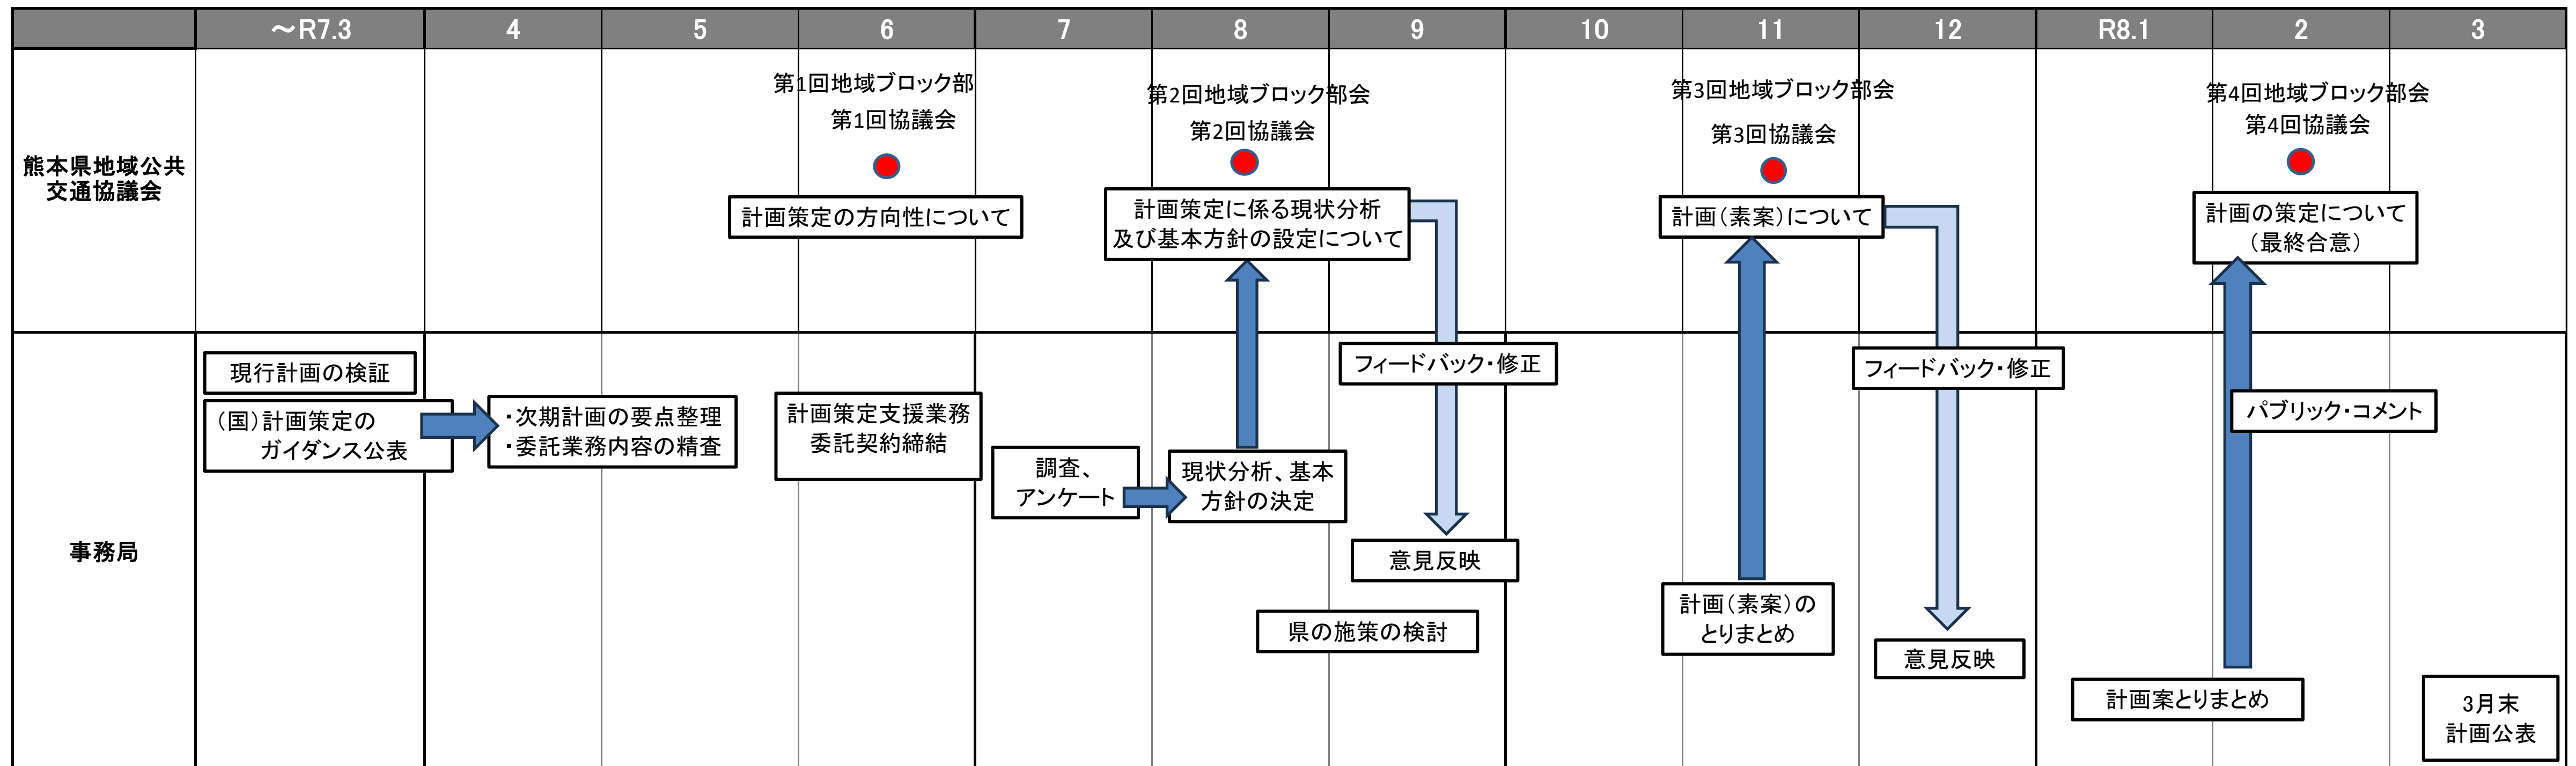 ～R7.3
4
5
6
7
8
9
10
11
12
R8.1
2
3
熊本県地域公共
交通協議会
第1回地域ブロック部
第1回協議会
計画策定の方向性について
第2回地域ブロック部会
第2回協議会
計画策定に係る現状分析
及び基本方針の設定について
第3回地域ブロック部会
第3回協議会
計画（素案）について
第4回地域ブロック部会
第4回協議会
計画の策定について
（最終合意）
事務局
現行計画の検証
（国）計画策定の
ガイダンス公表
・次期計画の要点整理
・委託業務内容の精査
計画策定支援業務
委託契約締結
調査、
アンケート
現状分析、基本
方針の決定
フィードバック・修正
意見反映
県の施策の検討
計画（素案）の
とりまとめ
フィードバック・修正
意見反映
パブリック・コメント
計画案とりまとめ
3月末
計画公表